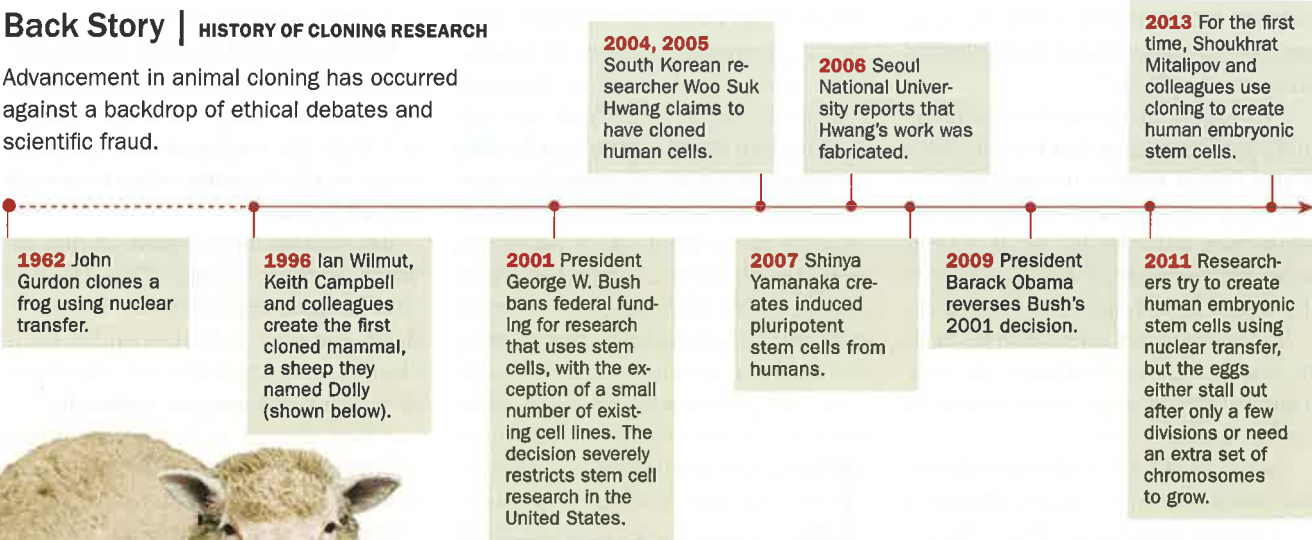 Back Story | HISTORY OF CLONING RESEARCH
Advancement in animal cloning has occurred
against a backdrop of ethical debates and
scientific fraud.
1962 John
Gurdon clones a
frog using nuclear
transfer.
1996 Ian Wilmut,
Keith Campbell
and colleagues
create the first
cloned mammal,
a sheep they
named Dolly
(shown below).
2001 President
George W. Bush
bans federal fund-
ing for research
that uses stem
cells, with the ex-
ception of a small
number of exist-
ing cell lines. The
decision severely
restricts stem cell
research in the
United States.
2004, 2005
South Korean re-
searcher Woo Suk
Hwang claims to
have cloned
human cells.
2006 Seoul
National Univer-
sity reports that
Hwang's work was
fabricated.
2007 Shinya
Yamanaka cre-
ates induced
pluripotent
stem cells from
humans.
2009 President
Barack Obama
reverses Bush's
2001 decision.
2011 Research-
ers try to create
human embryonic
stem cells using
nuclear transfer,
but the eggs
either stall out
after only a few
divisions or need
an extra set of
chromosomes
to grow.
2013 For the first
time, Shoukhrat
Mitalipov and
colleagues use
cloning to create
human embryonic
stem cells.